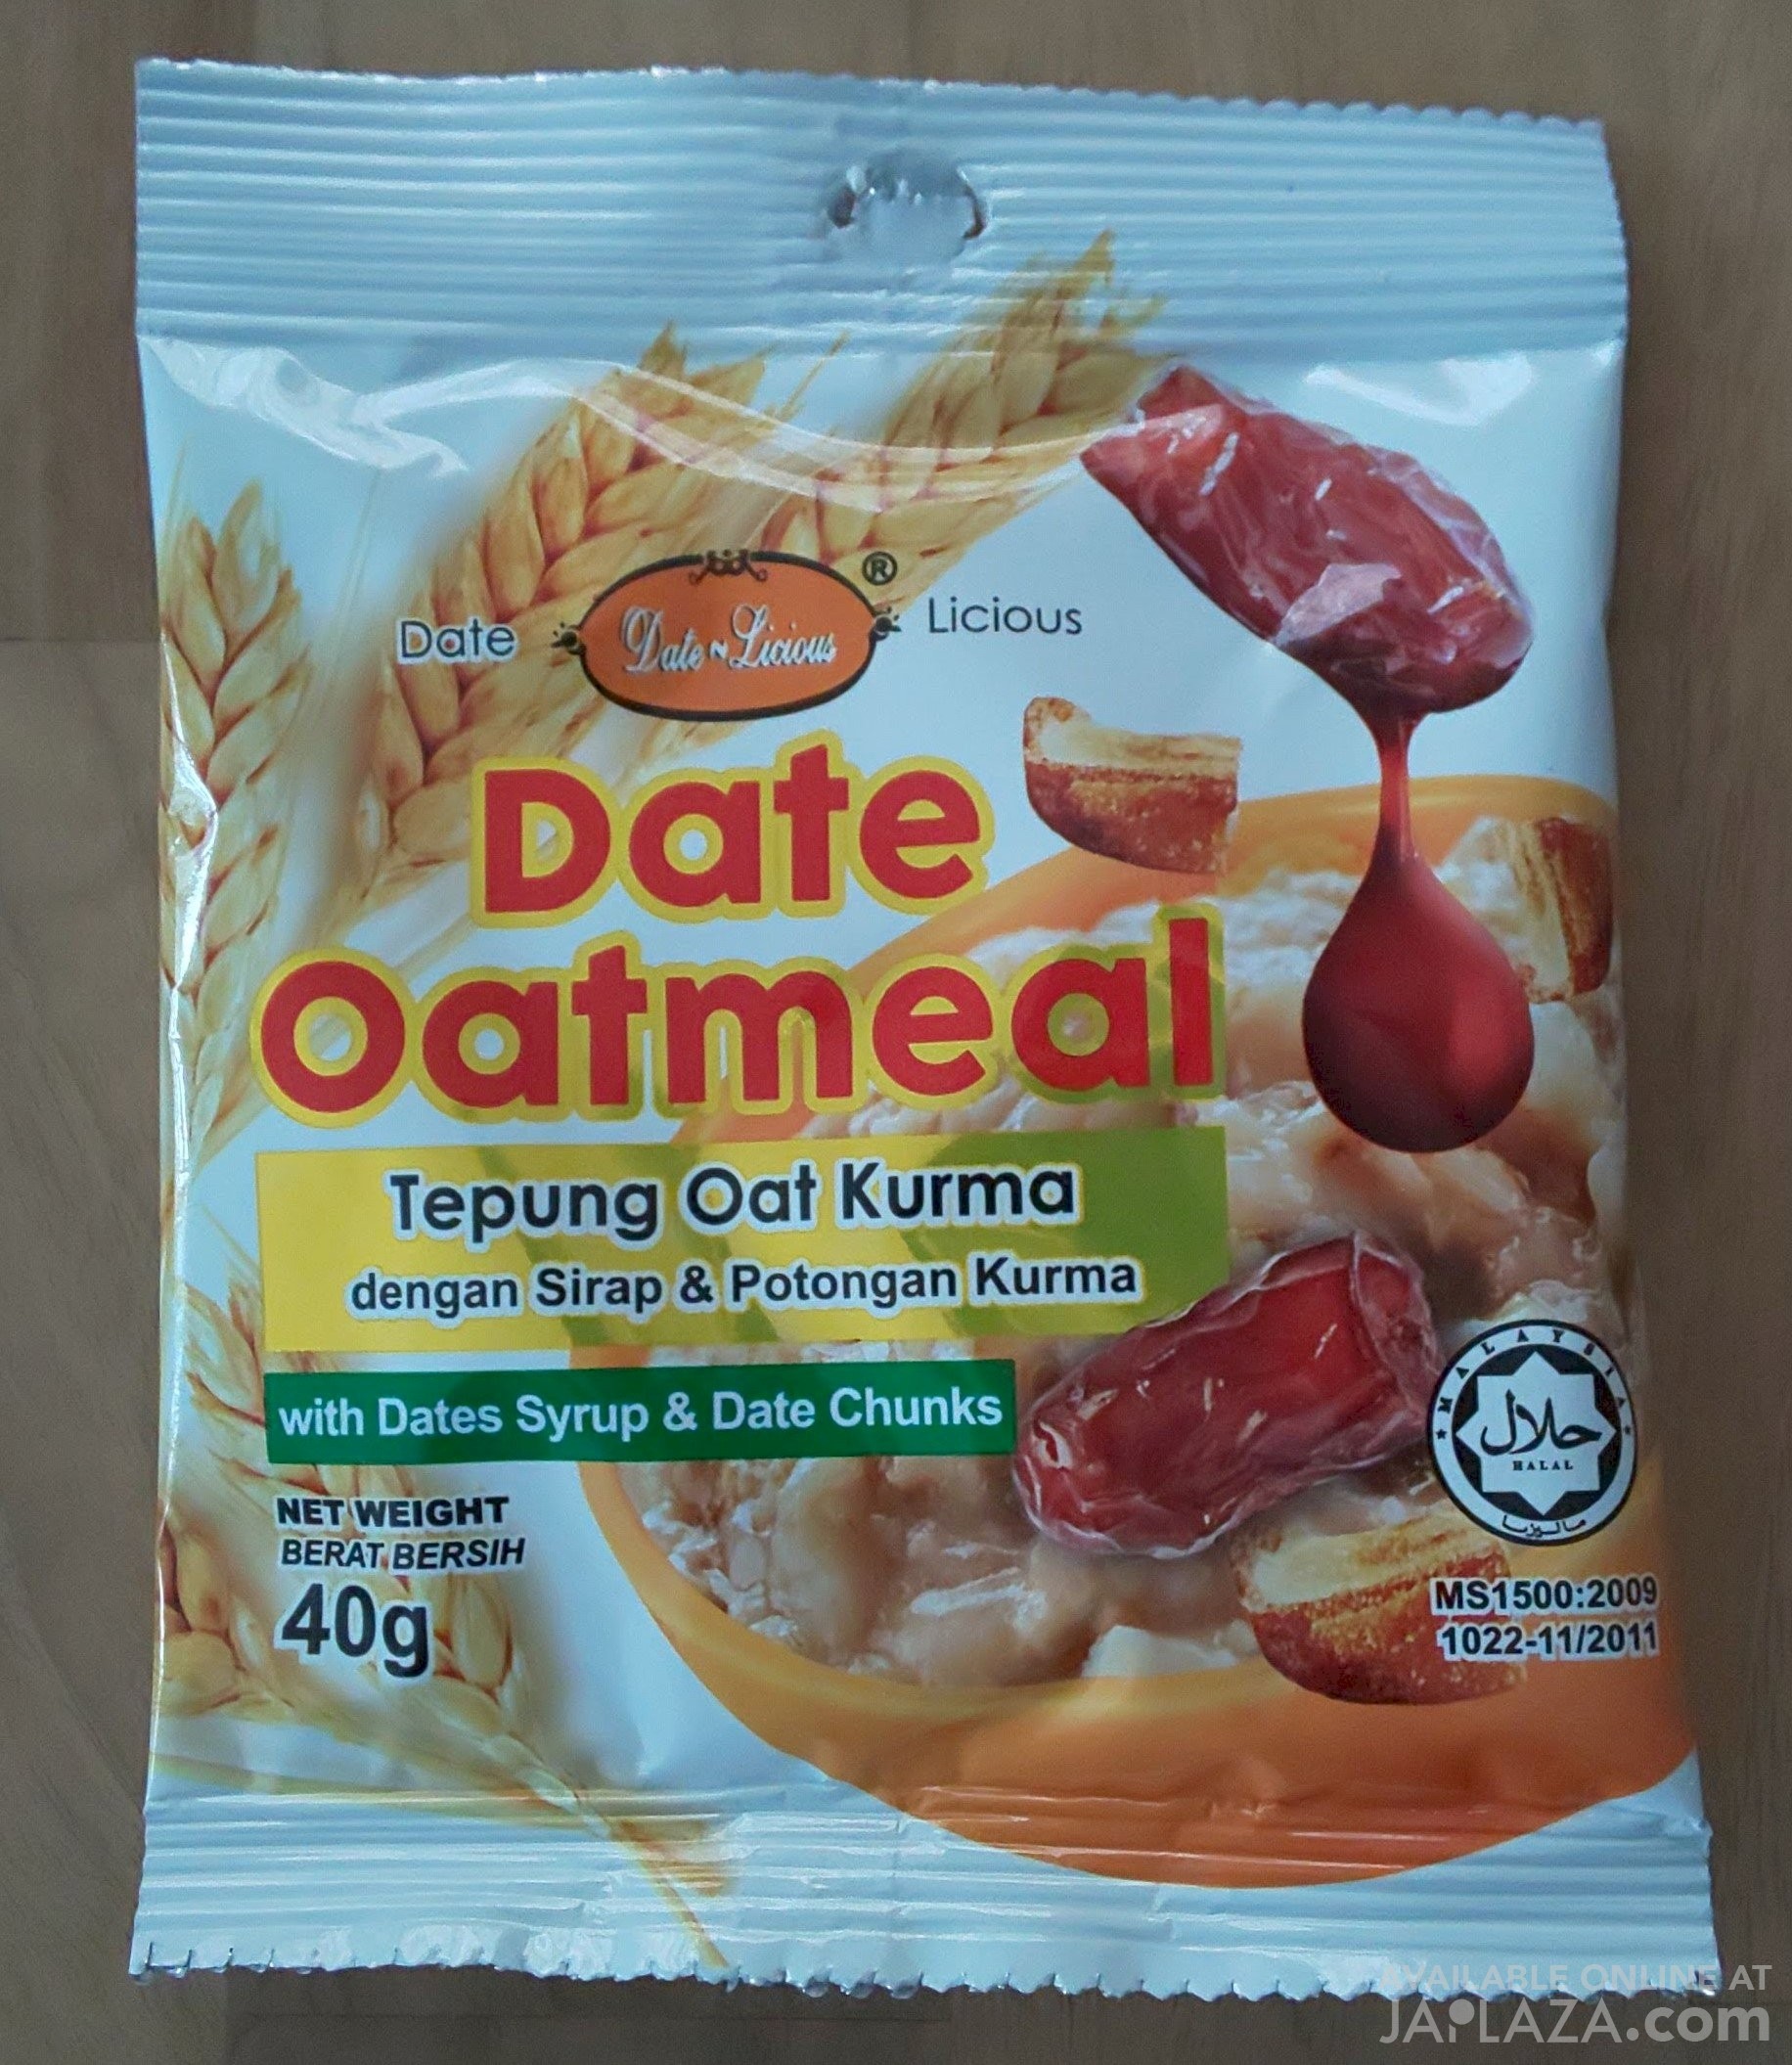 Date
Date ~ Licious
®
Licious
Date
Oatmeal
Tepung Oat Kurma
dengan Sirap & Potongan Kurma
with Dates Syrup & Date Chunks
NET WEIGHT
BERAT BERSIH
40g
MALAYSIA
حلال
HALAL
ماليزيا
MS1500:2009
1022-11/2011
AVAILABLE ONLINE AT
JAPLAZA.com